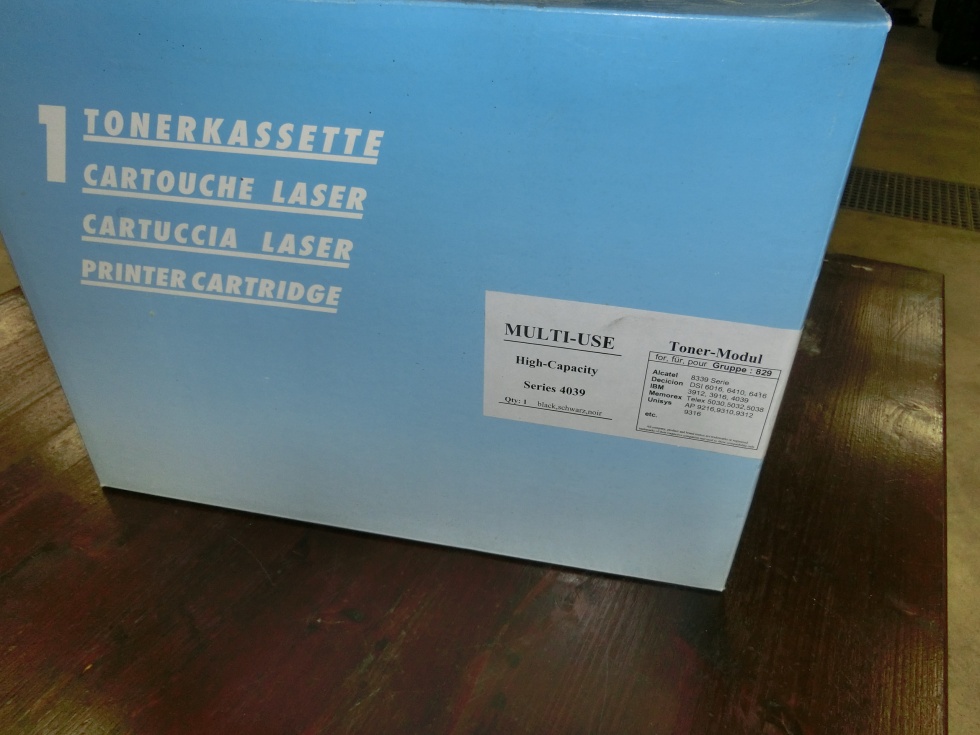 1 TONERKASSETTE
CARTOUCHE LASER
CARTUCCIA LASER
PRINTER CARTRIDGE
MULTI-USE
High-Capacity
Series 4039
Qty: 1 black,schwarz,noir
Toner-Modul
for, für, pour Gruppe : 829
Alcatel 8339 Serie
Decicion DSI 6016, 6410, 6416
IBM 3912, 3916, 4039
Memorex Telex 5030,5032,5038
Unisys AP 9216,9310,9312
9316
etc.